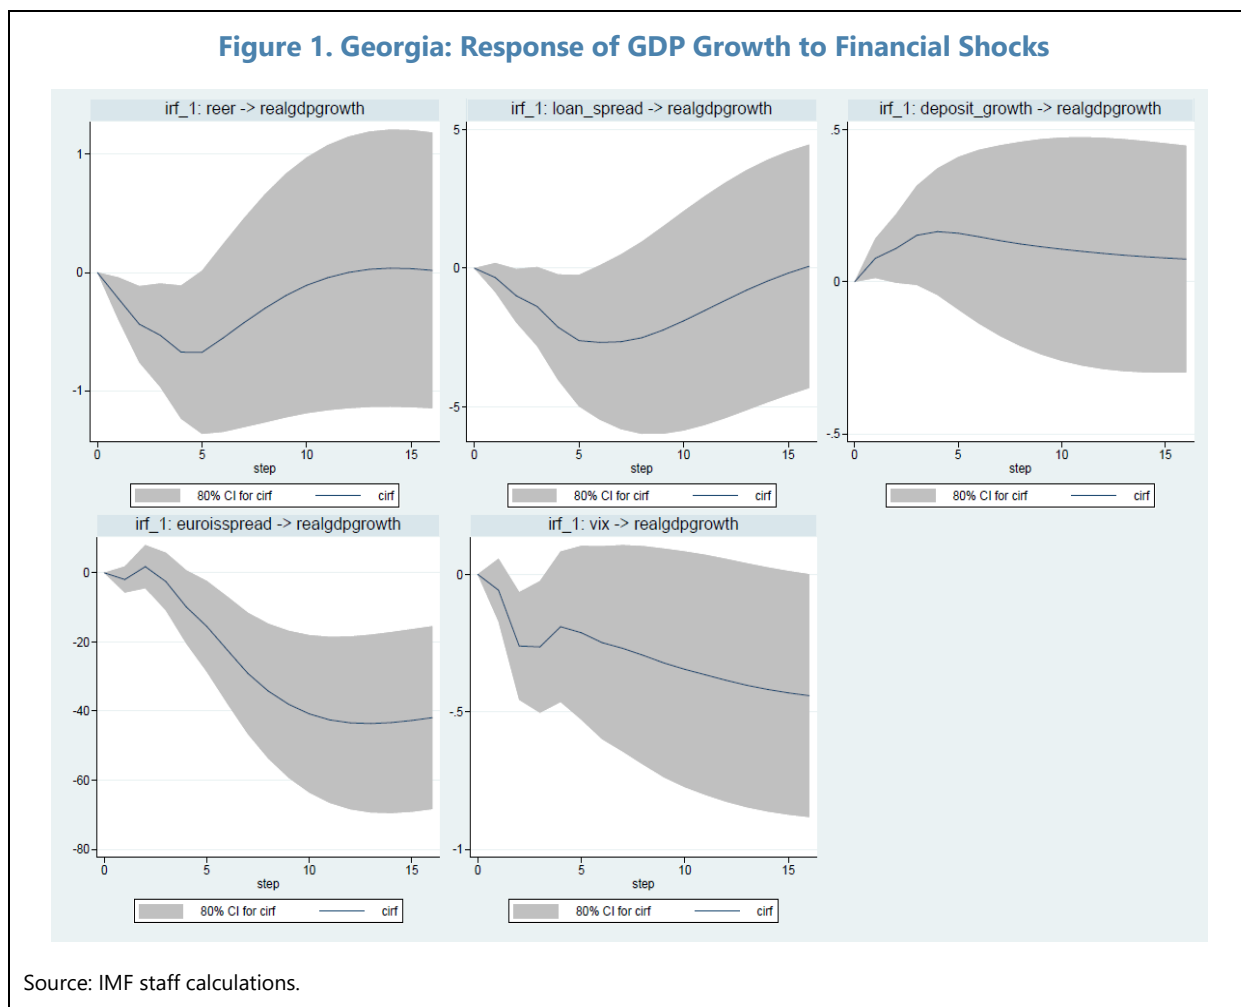 Figure 1. Georgia: Response of GDP Growth to Financial Shocks
irf_1: reer -> realgdpgrowth
1
0
-1
0 5 10 15
step
80% CI for cirf cirf
irf_1: loan_spread -> realgdpgrowth
5
0
-5
0 5 10 15
step
80% CI for cirf cirf
irf_1: deposit_growth -> realgdpgrowth
.5
0
-.5
0 5 10 15
step
80% CI for cirf cirf
irf_1: euroisspread -> realgdpgrowth
0
-20
-40
-60
-80
0 5 10 15
step
80% CI for cirf cirf
irf_1: vix -> realgdpgrowth
0
-.5
-1
0 5 10 15
step
80% CI for cirf cirf
Source: IMF staff calculations.